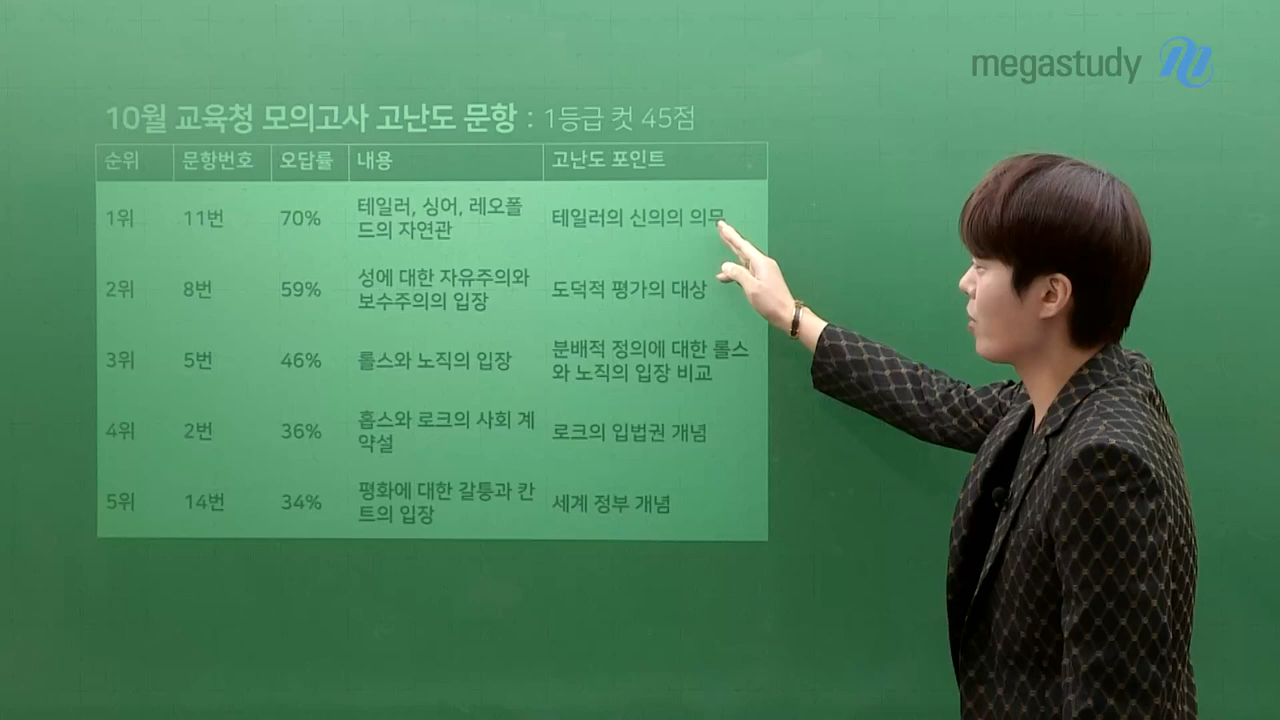 megastudy
10월 교육청 모의고사 고난도 문항 : 1등급 컷 45점
순위 문항번호 오답률 내용 고난도 포인트
1위 11번 70% 테일러, 싱어, 레오폴
드의 자연관
테일러의 신의의 의무
2위 8번 59% 성에 대한 자유주의와
보수주의의 입장
도덕적 평가의 대상
3위 5번 46% 롤스와 노직의 입장
분배적 정의에 대한 롤스
와 노직의 입장 비교
4위 2번 36% 홉스와 로크의 사회 계
약설
로크의 입법권 개념
5위 14번 34% 평화에 대한 갈퉁과 칸
트의 입장
세계 정부 개념